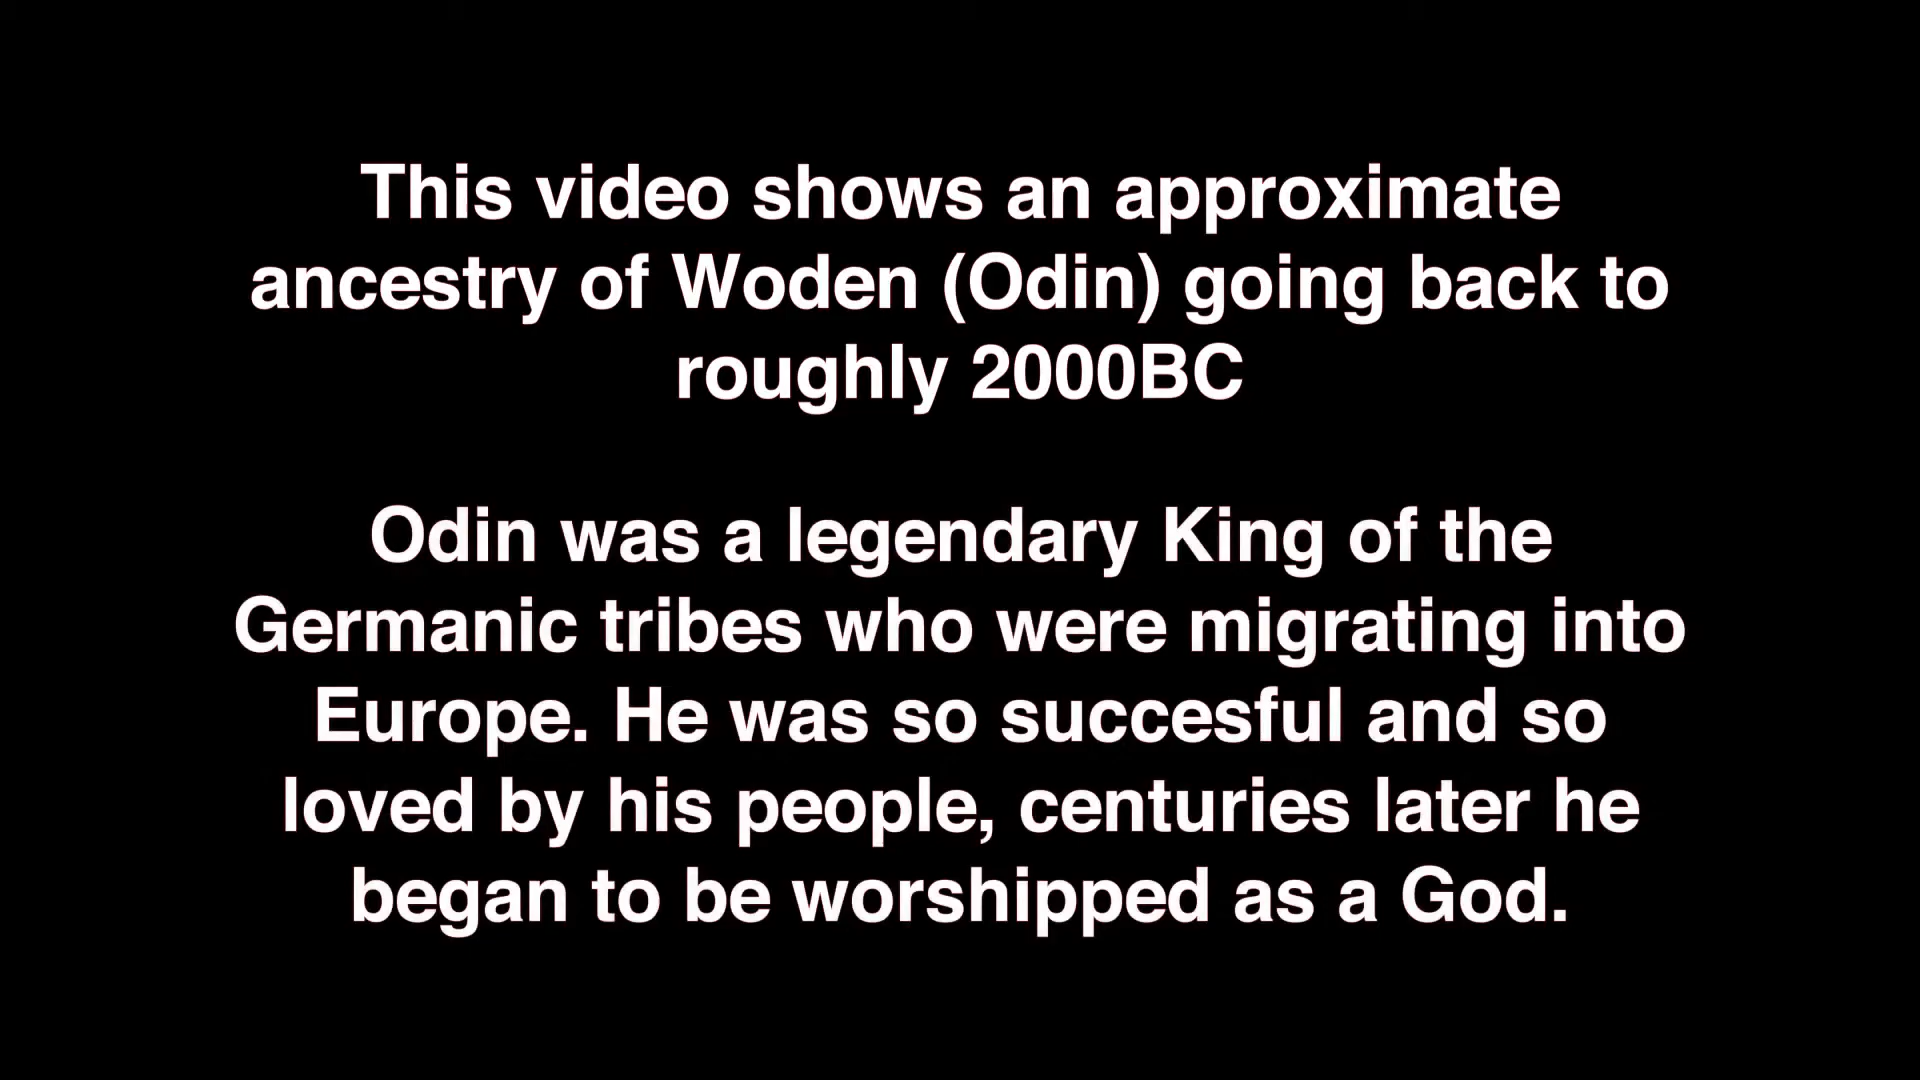 This video shows an approximate
ancestry of Woden (Odin) going back to
roughly 2000BC
Odin was a legendary King of the
Germanic tribes who were migrating into
Europe. He was so succesful and so
loved by his people, centuries later he
began to be worshipped as a God.